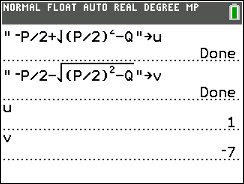 NORMAL FLOAT AUTO REAL DEGREE MP
"⁻P/2+√(P/2)²-Q"→u
Done
"⁻P/2-√(P/2)²-Q"→v
Done
u
1
v
-7